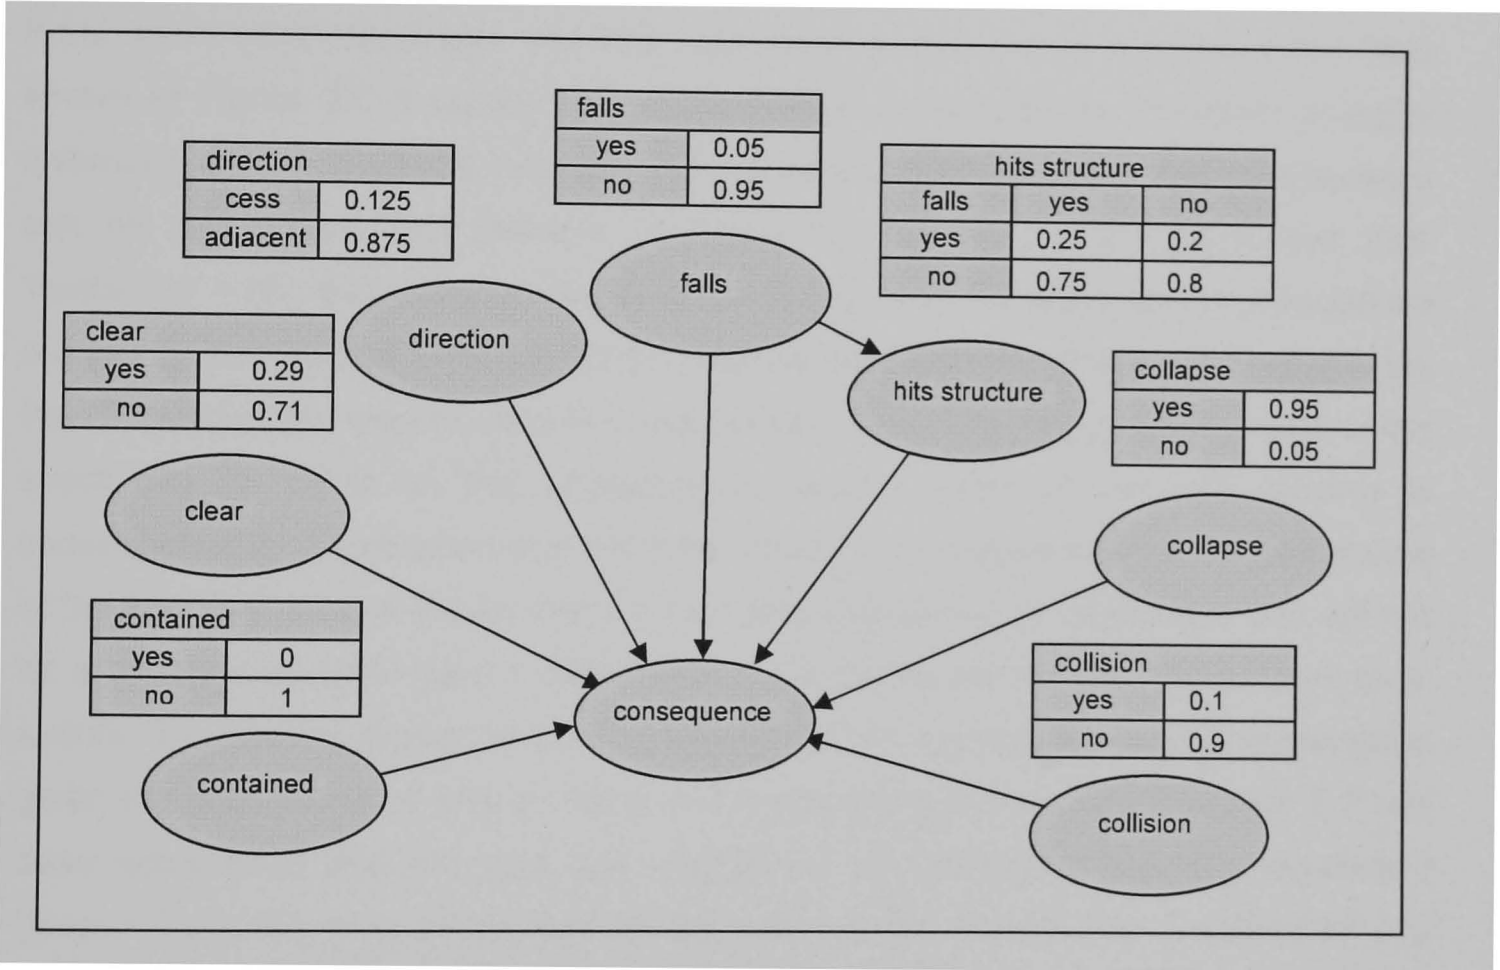 falls
yes 0.05
no 0.95
direction
cess 0.125
adjacent 0.875
hits structure
falls yes no
yes 0.25 0.2
no 0.75 0.8
falls
direction
clear
yes 0.29
no 0.71
hits structure
collapse
yes 0.95
no 0.05
clear
collapse
contained
yes 0
no 1
collision
yes 0.1
no 0.9
consequence
contained
collision